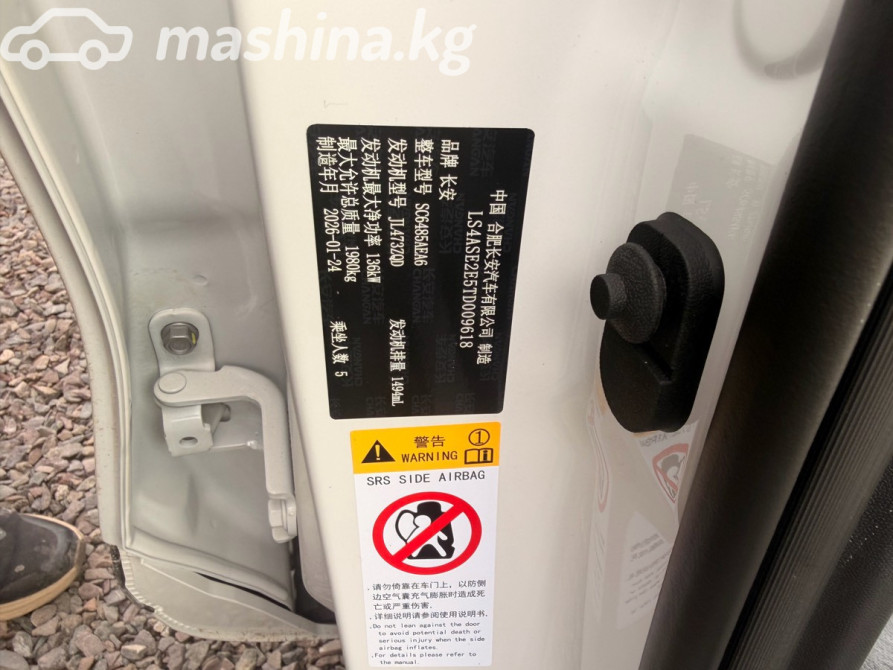 mashina.kg
中国 合肥长安汽车有限公司 制造
LS4ASE2E5TD009618
品牌 长安
整车型号 SC6485AEA6
发动机型号 JL473ZQD 发动机排量 1494mL
发动机最大净功率 136kW
最大允许总质量 1980kg
制造年月 2026-01-24 乘坐人数 5
警告
WARNING
SRS SIDE AIRBAG
.请勿倚靠在车门上，以防侧
边空气囊充气膨胀时造成死
亡或严重伤害.
.详细说明请参阅使用说明书.
.Do not lean against the door
to avoid potential death or
serious injury when the side
airbag inflates.
.For details please refer to
the manual.